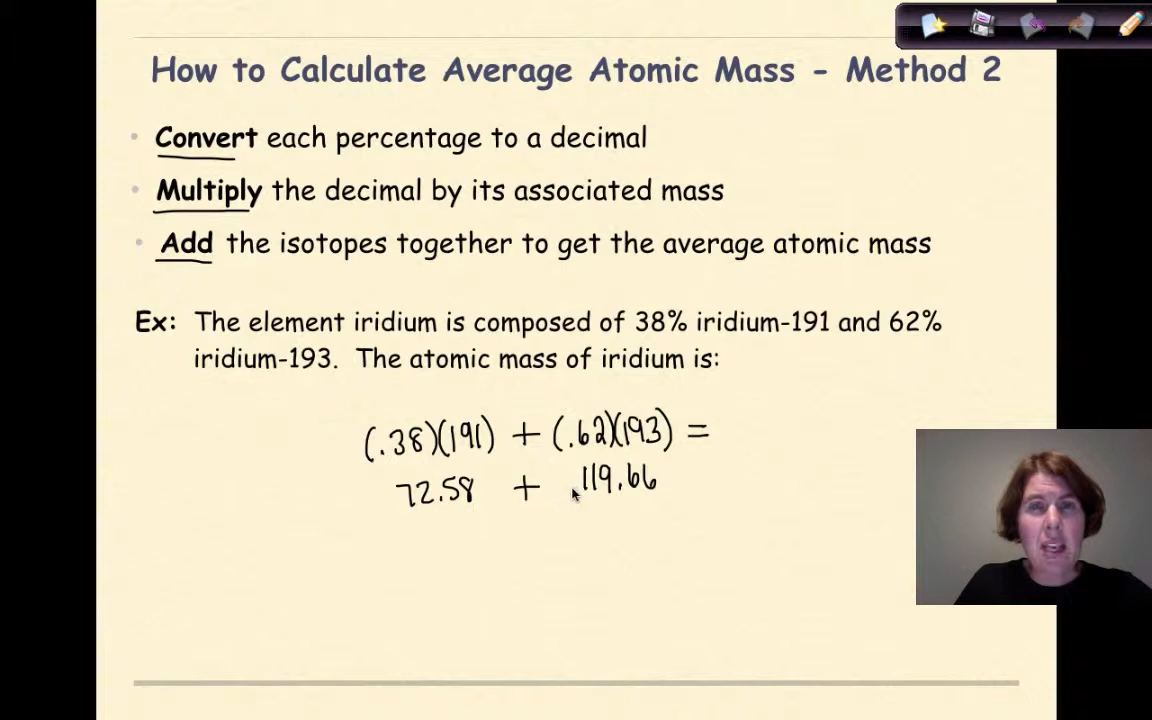 How to Calculate Average Atomic Mass - Method 2
• Convert each percentage to a decimal
• Multiply the decimal by its associated mass
• Add the isotopes together to get the average atomic mass
Ex: The element iridium is composed of 38% iridium-191 and 62%
iridium-193. The atomic mass of iridium is:
(.38)(191) + (.62)(193) =
72.58 + 119.66